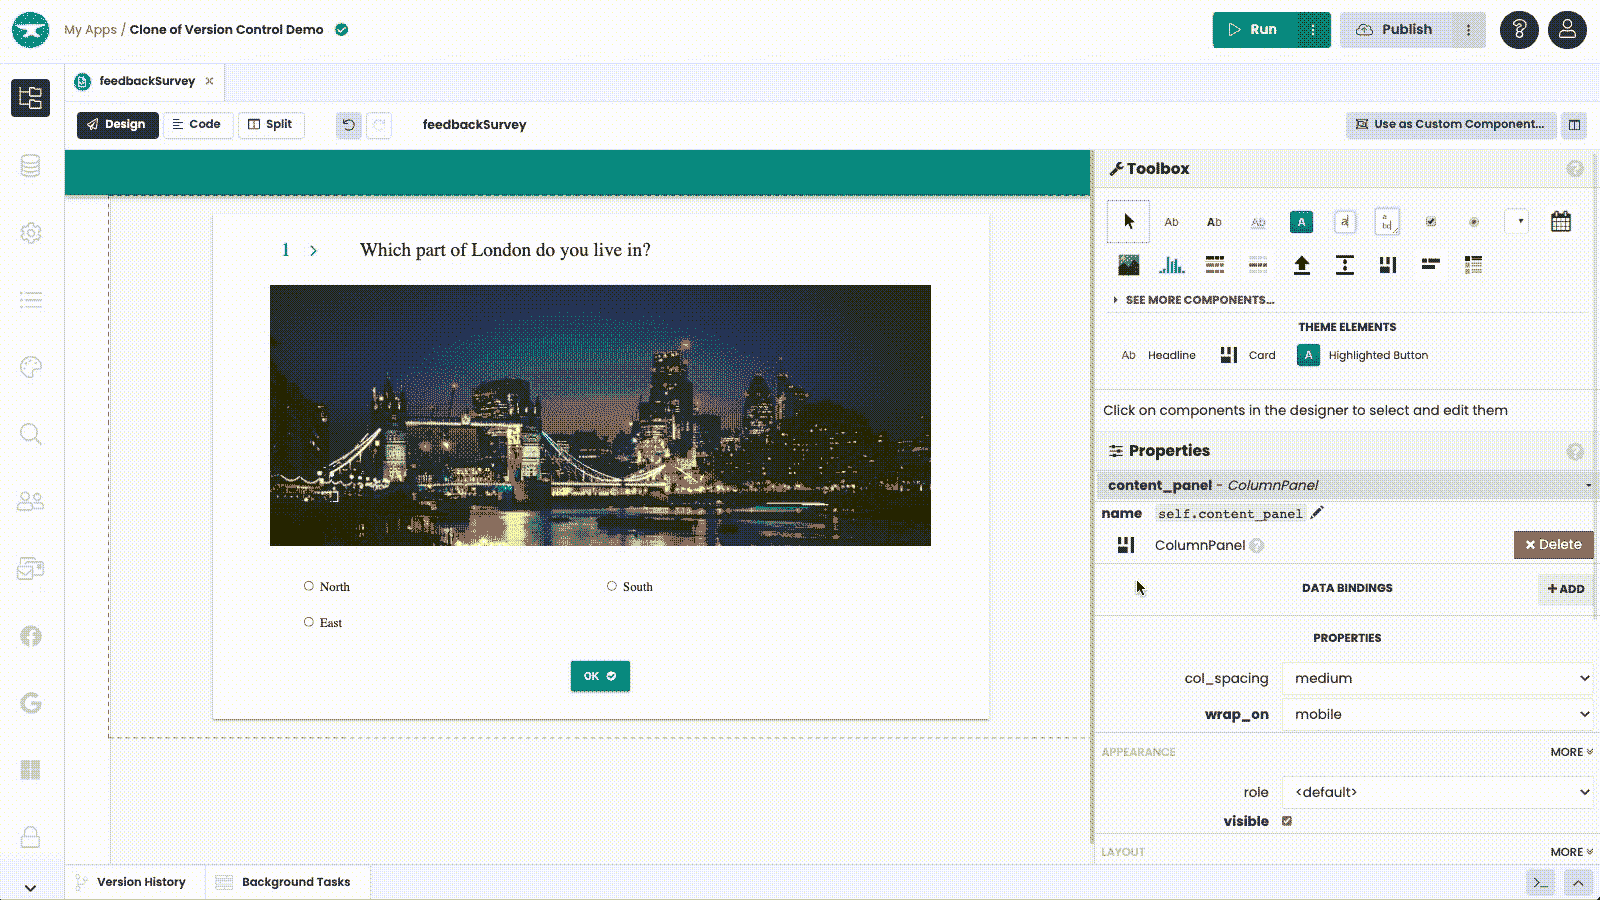 My Apps / Clone of Version Control Demo
Run
Publish
feedbackSurvey
Design
Code
Split
feedbackSurvey
Use as Custom Component...
1
Which part of London do you live in?
North
South
East
OK
Toolbox
Ab
Ab
Ab
A
a
a
b
SEE MORE COMPONENTS...
THEME ELEMENTS
Ab Headline
Card
A Highlighted Button
Click on components in the designer to select and edit them
Properties
content_panel - ColumnPanel
name self.content_panel
ColumnPanel
Delete
DATA BINDINGS
+ ADD
PROPERTIES
col_spacing medium
wrap_on mobile
APPEARANCE MORE
role <default>
visible
LAYOUT MORE
Version History
Background Tasks